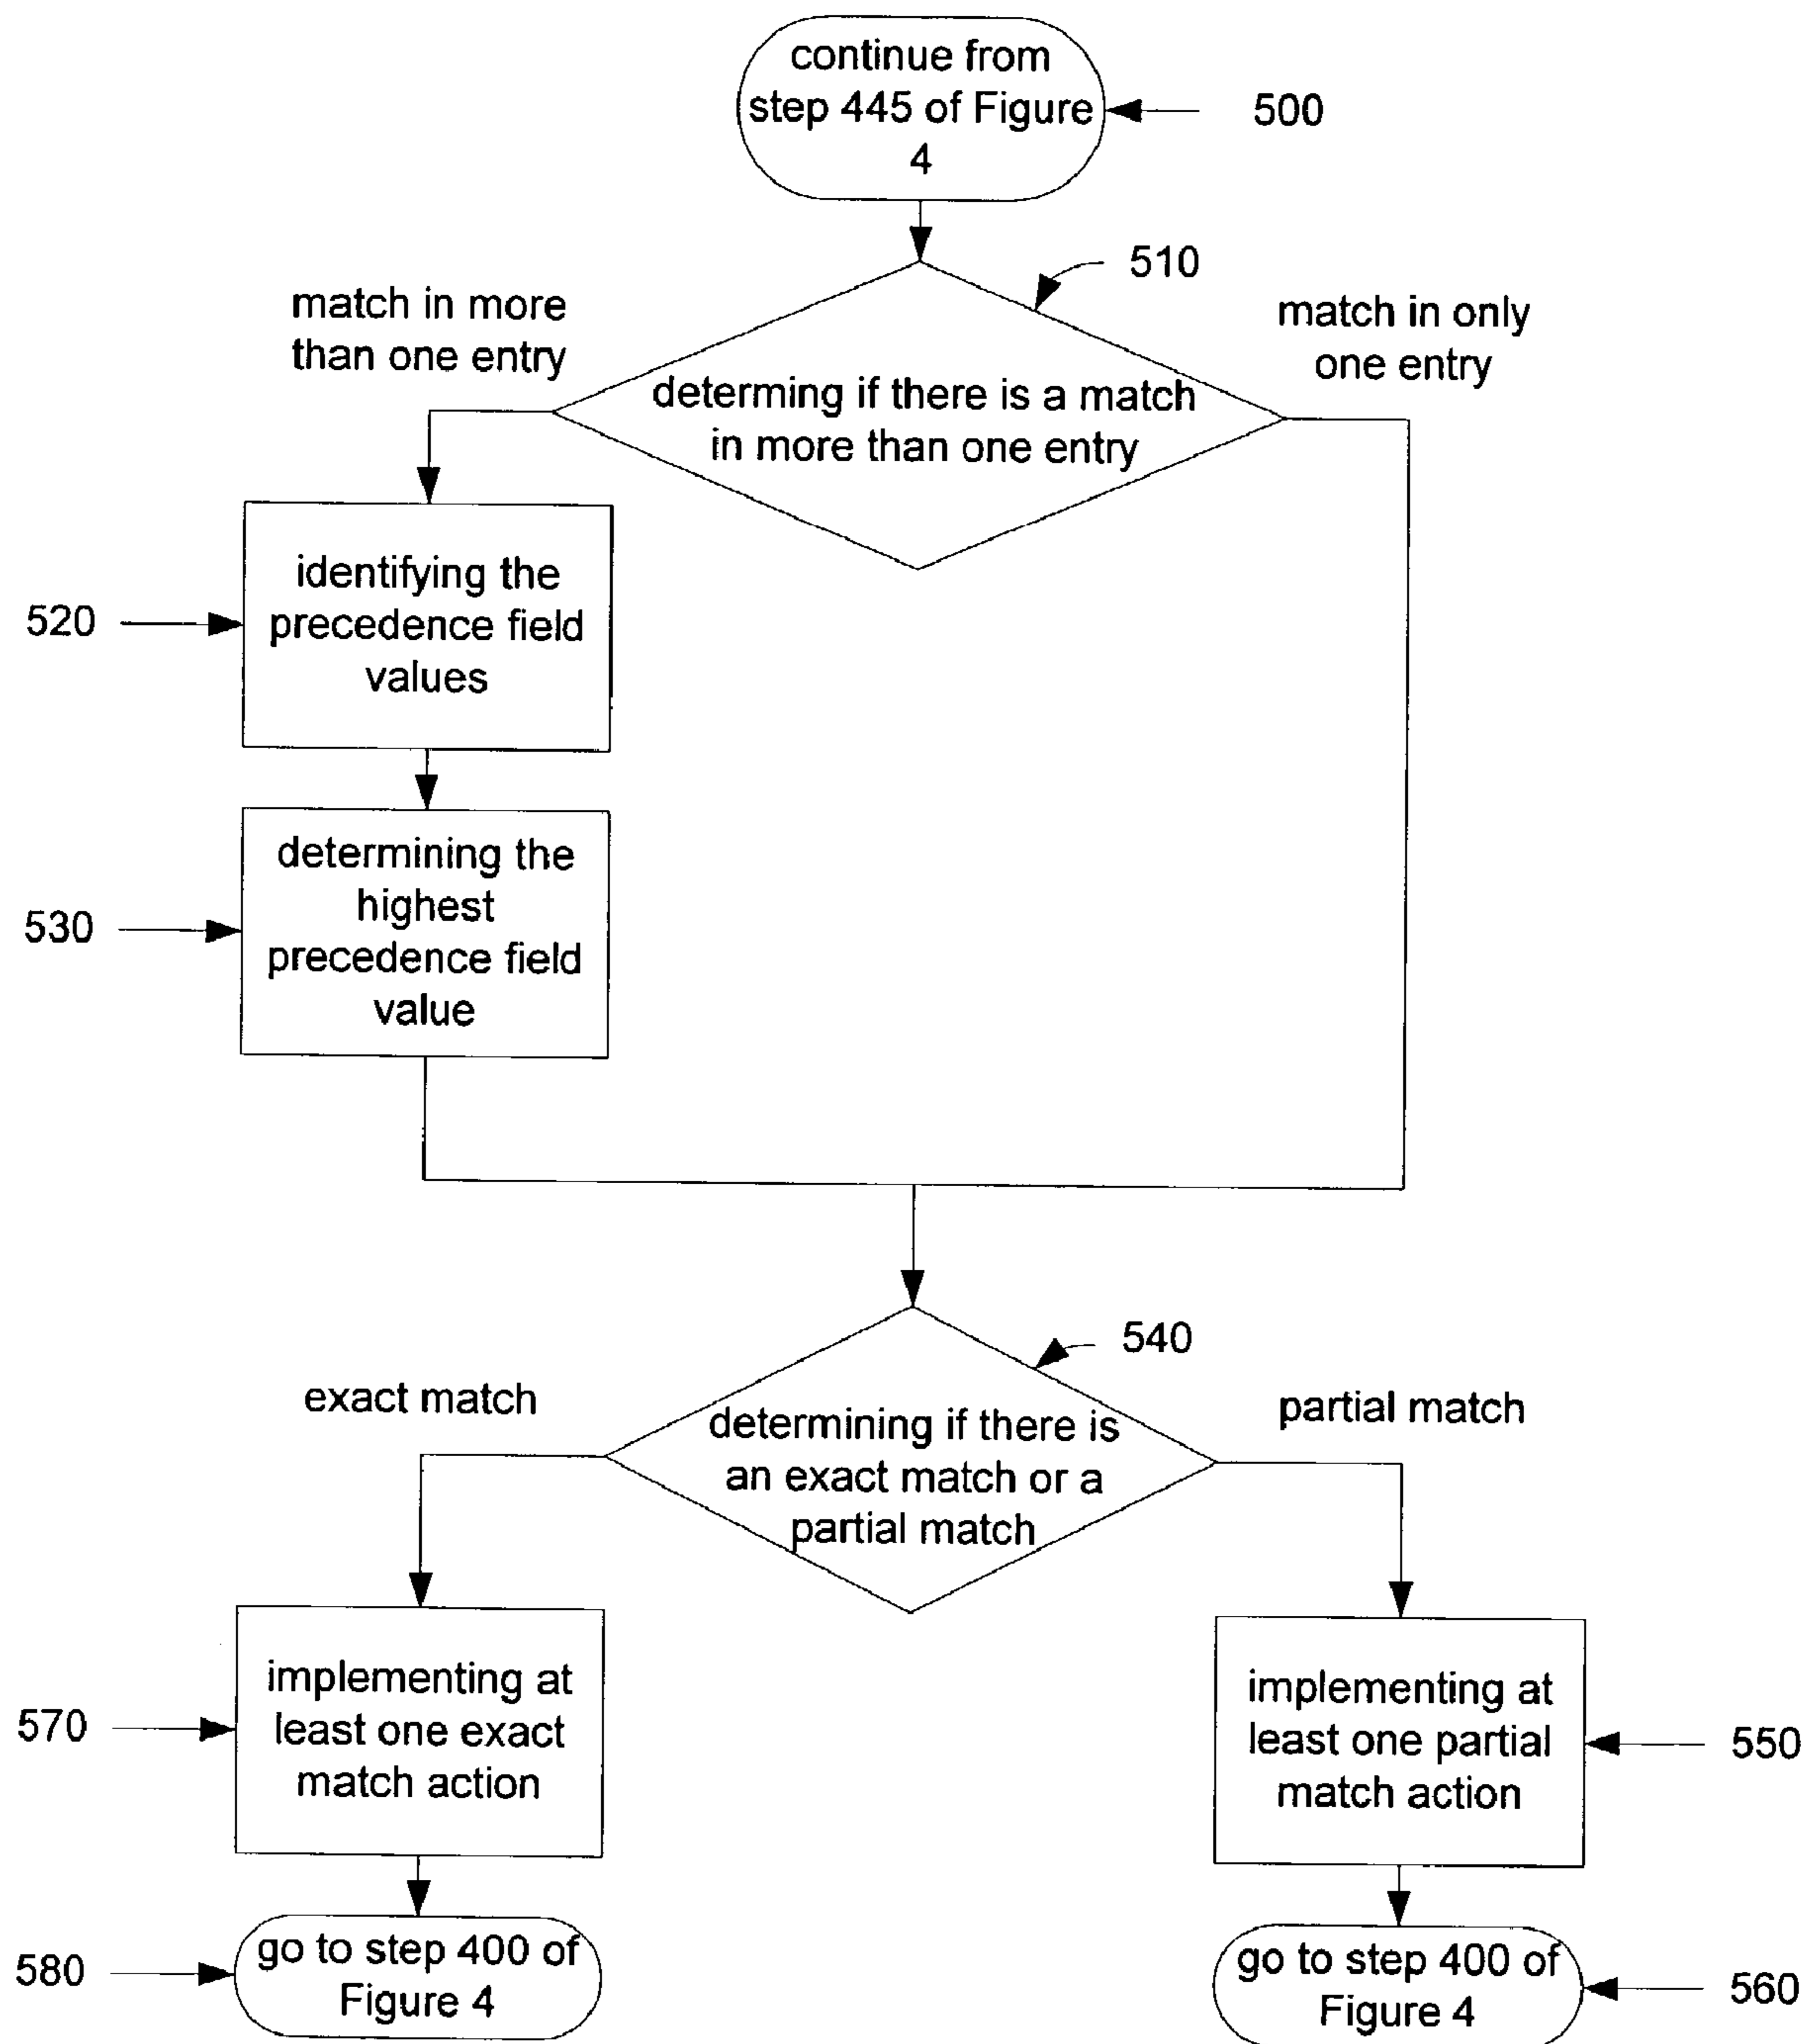 continue from
step 445 of Figure
4
500
510
match in more
than one entry
match in only
one entry
determing if there is a match
in more than one entry
identifying the
precedence field
values
520
determining the
highest
precedence field
value
530
540
exact match
partial match
determining if there is
an exact match or a
partial match
implementing at
least one exact
match action
570
implementing at
least one partial
match action
550
go to step 400 of
Figure 4
580
go to step 400 of
Figure 4
560